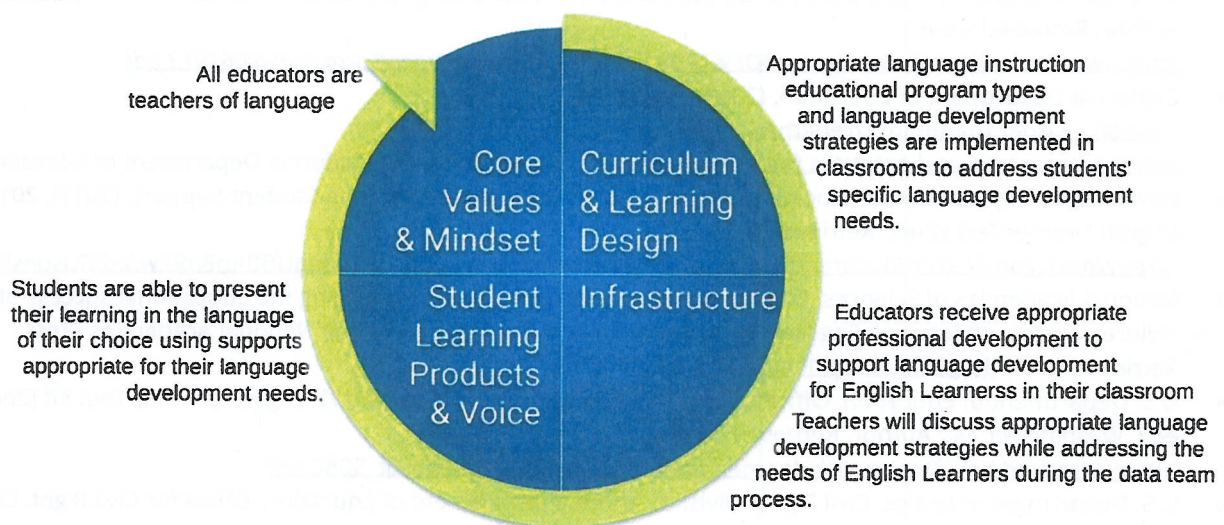 All educators are
teachers of language
Core
Values
& Mindset
Curriculum
& Learning
Design
Appropriate language instruction
educational program types
and language development
strategies are implemented in
classrooms to address students'
specific language development
needs.
Students are able to present
their learning in the language
of their choice using supports
appropriate for their language
development needs.
Student
Learning
Products
& Voice
Infrastructure
Educators receive appropriate
professional development to
support language development
for English Learnerss in their classroom
Teachers will discuss appropriate language
development strategies while addressing the
needs of English Learners during the data team
process.